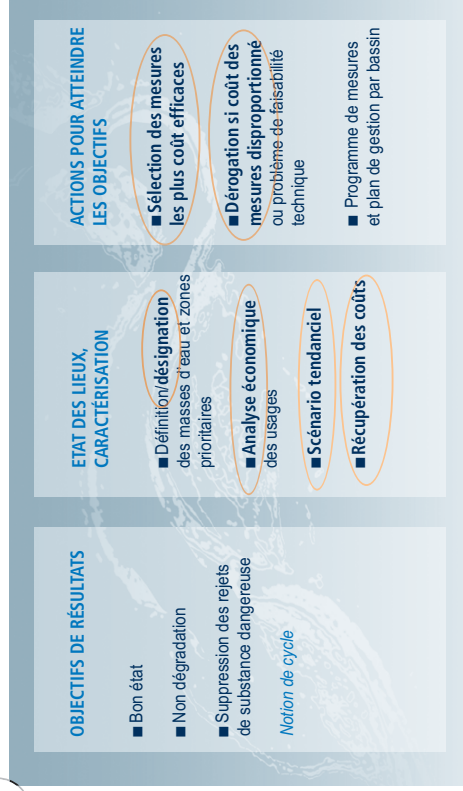 OBJECTIFS DE RÉSULTATS
■ Bon état
■ Non dégradation
■ Suppression des rejets
de substance dangereuse
Notion de cycle
ETAT DES LIEUX,
CARACTÉRISATION
■ Définition/désignation
des masses d'eau et zones
prioritaires
■ Analyse économique
des usages
■ Scénario tendanciel
■ Récupération des coûts
ACTIONS POUR ATTEINDRE
LES OBJECTIFS
■ Sélection des mesures
les plus coût efficaces
■ Dérogation si coût des
mesures disproportionné
ou problème de faisabilité
technique
■ Programme de mesures
et plan de gestion par bassin